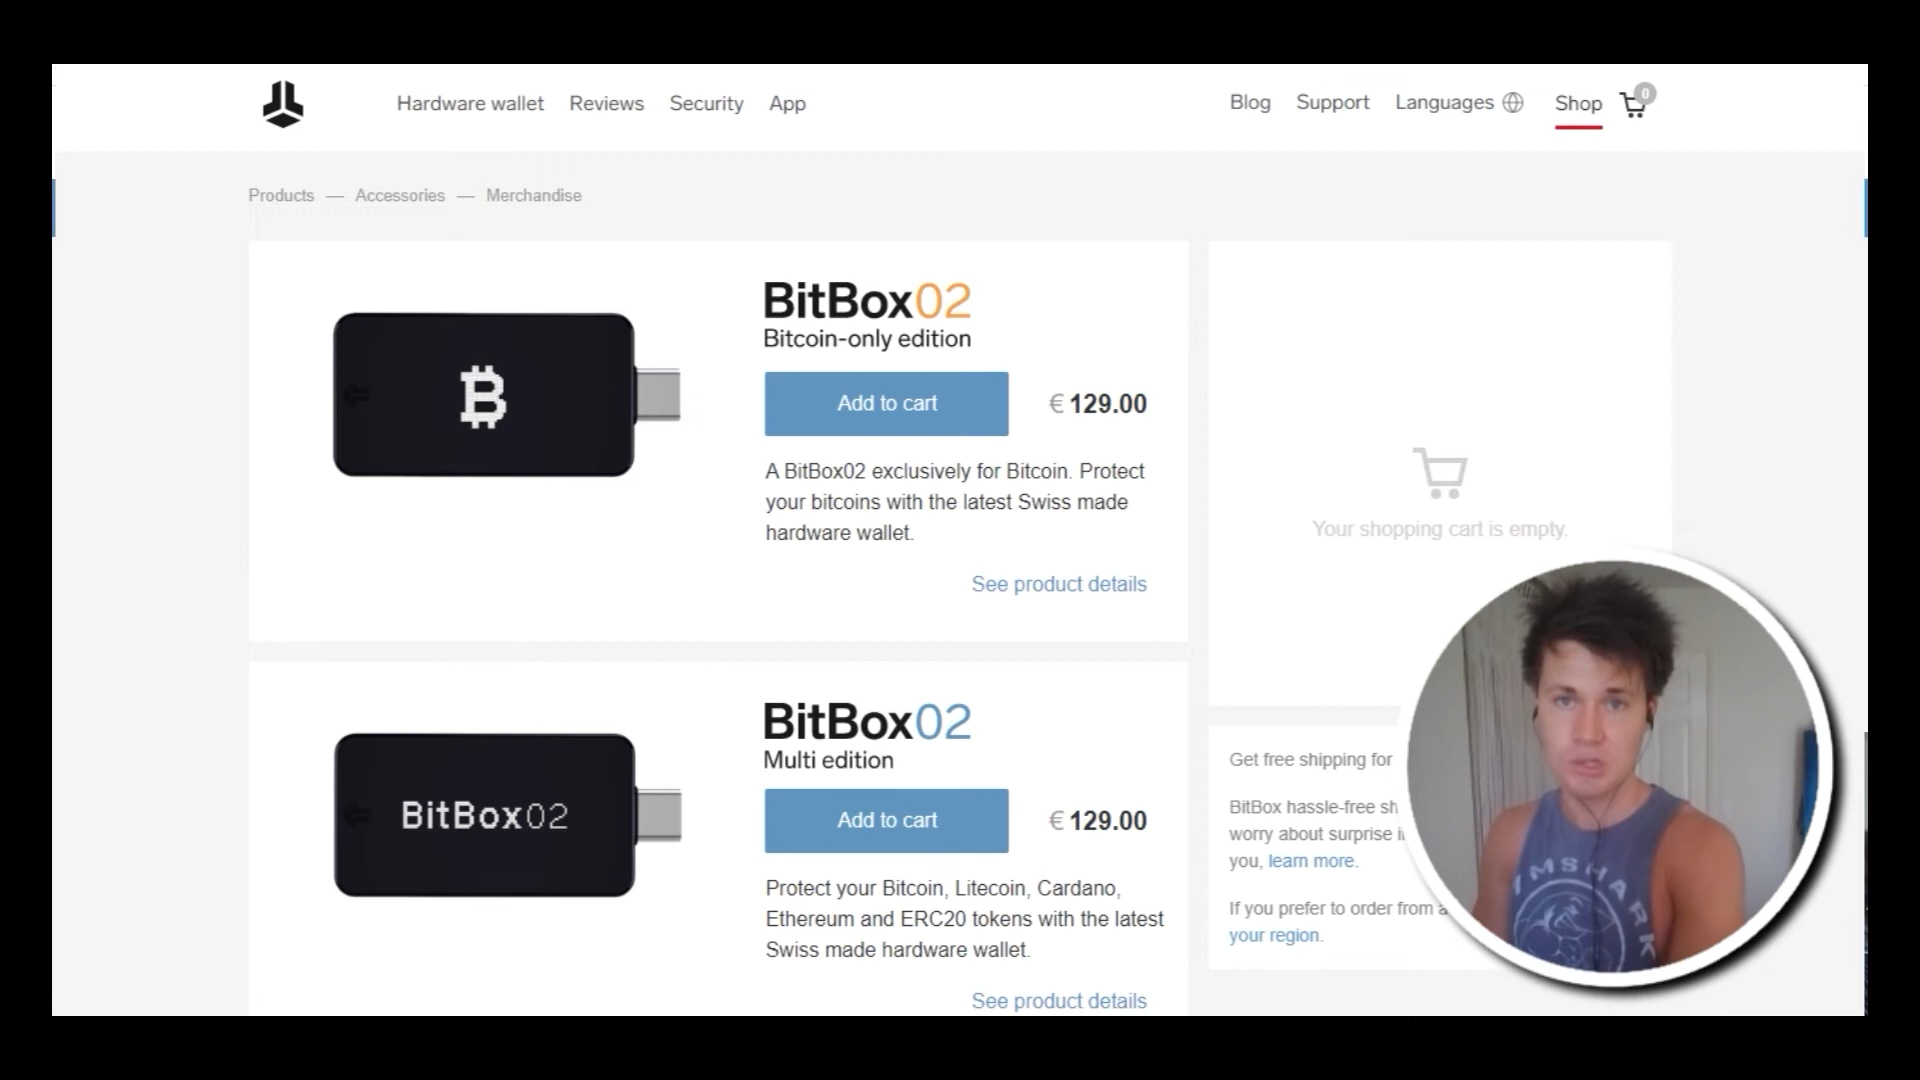 Hardware wallet Reviews Security App Blog Support Languages Shop 0
Products — Accessories — Merchandise
BitBox02
Bitcoin-only edition
Add to cart € 129.00
A BitBox02 exclusively for Bitcoin. Protect
your bitcoins with the latest Swiss made
hardware wallet.
See product details
Your shopping cart is empty.
BitBox02
BitBox02
Multi edition
Add to cart € 129.00
Protect your Bitcoin, Litecoin, Cardano,
Ethereum and ERC20 tokens with the latest
Swiss made hardware wallet.
See product details
Get free shipping for
BitBox hassle-free
worry about surprise
you, learn more.
If you prefer to order from
your region.